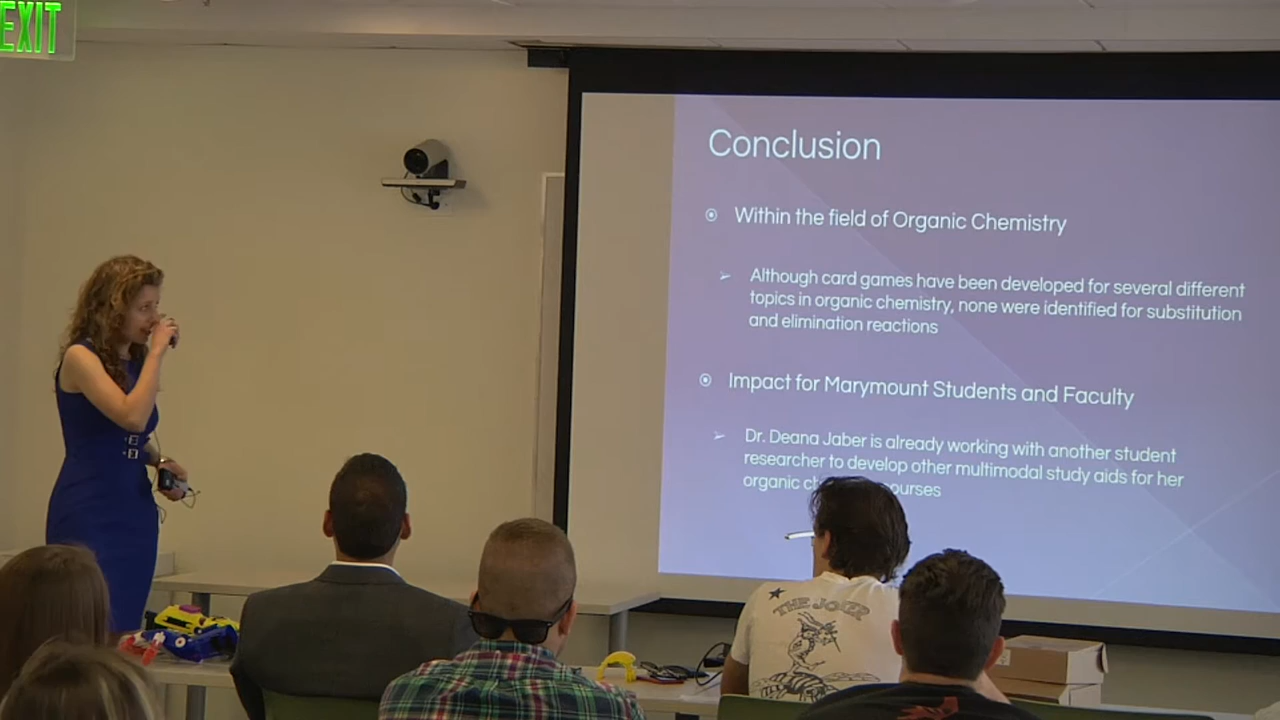 EXIT
Conclusion
Within the field of Organic Chemistry
Although card games have been developed for several different
topics in organic chemistry, none were identified for substitution
and elimination reactions
Impact for Marymount Students and Faculty
Dr. Deana Jaber is already working with another student
researcher to develop other multimodal study aids for her
organic
THE JOKER